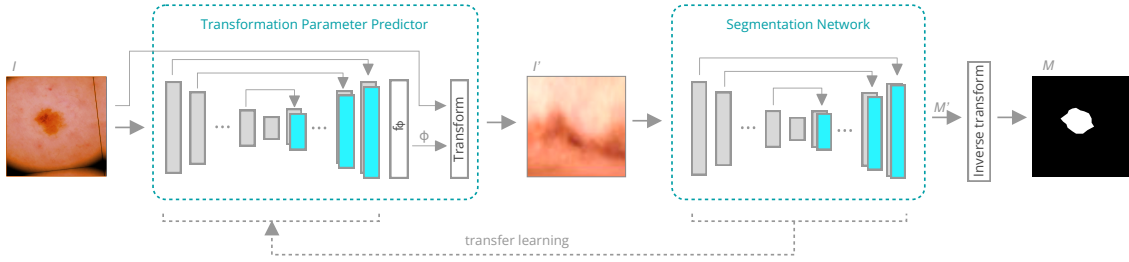 Transformation Parameter Predictor
Segmentation Network
I
I'
M
...
...
fϕ
ϕ
Transform
...
...
M'
Inverse transform
transfer learning